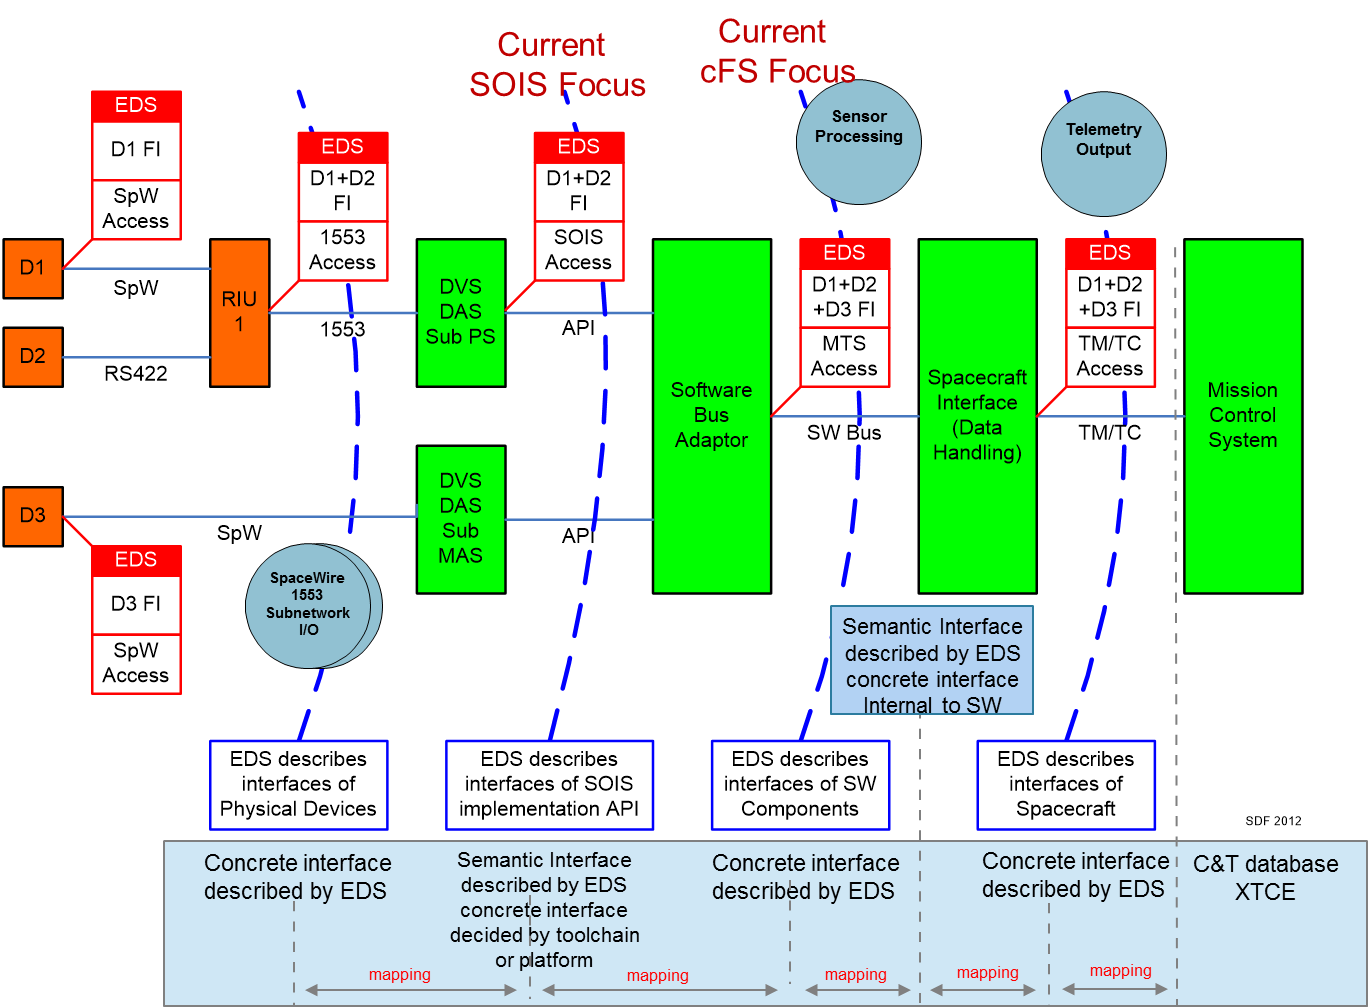 Current
SOIS Focus
Current
cFS Focus
EDS
D1 FI
SpW
Access
EDS
D1+D2
FI
1553
Access
EDS
D1+D2
FI
SOIS
Access
Sensor
Processing
Telemetry
Output
EDS
D1+D2
+D3 FI
MTS
Access
EDS
D1+D2
+D3 FI
TM/TC
Access
D1
SpW
D2
RS422
RIU
1
1553
DVS
DAS
Sub PS
API
Software
Bus
Adaptor
SW Bus
Spacecraft
Interface
(Data
Handling)
TM/TC
Mission
Control
System
D3
SpW
DVS
DAS
Sub
MAS
API
EDS
D3 FI
SpW
Access
SpaceWire
1553
Subnetwork
I/O
Semantic Interface
described by EDS
concrete interface
Internal to SW
EDS describes
interfaces of
Physical Devices
EDS describes
interfaces of SOIS
implementation API
EDS describes
interfaces of SW
Components
EDS describes
interfaces of
Spacecraft
SDF 2012
Concrete interface
described by EDS
Semantic Interface
described by EDS
concrete interface
decided by toolchain
or platform
Concrete interface
described by EDS
Concrete interface
described by EDS
C&T database
XTCE
mapping
mapping
mapping
mapping
mapping